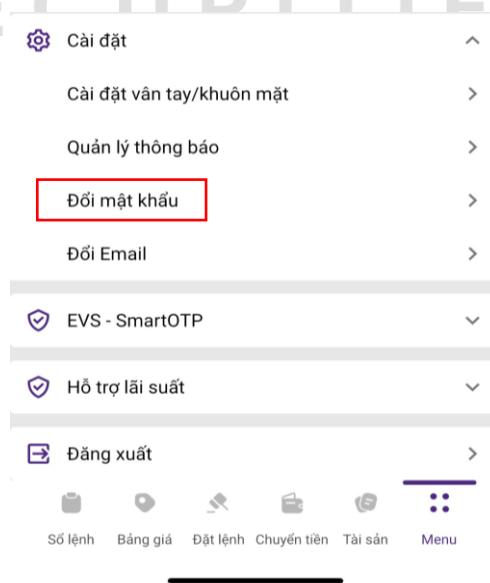 Cài đặt
Cài đặt vân tay/khuôn mặt
Quản lý thông báo
Đổi mật khẩu
Đổi Email
EVS - SmartOTP
Hỗ trợ lãi suất
Đăng xuất
Sổ lệnh Bảng giá Đặt lệnh Chuyển tiền Tài sản Menu